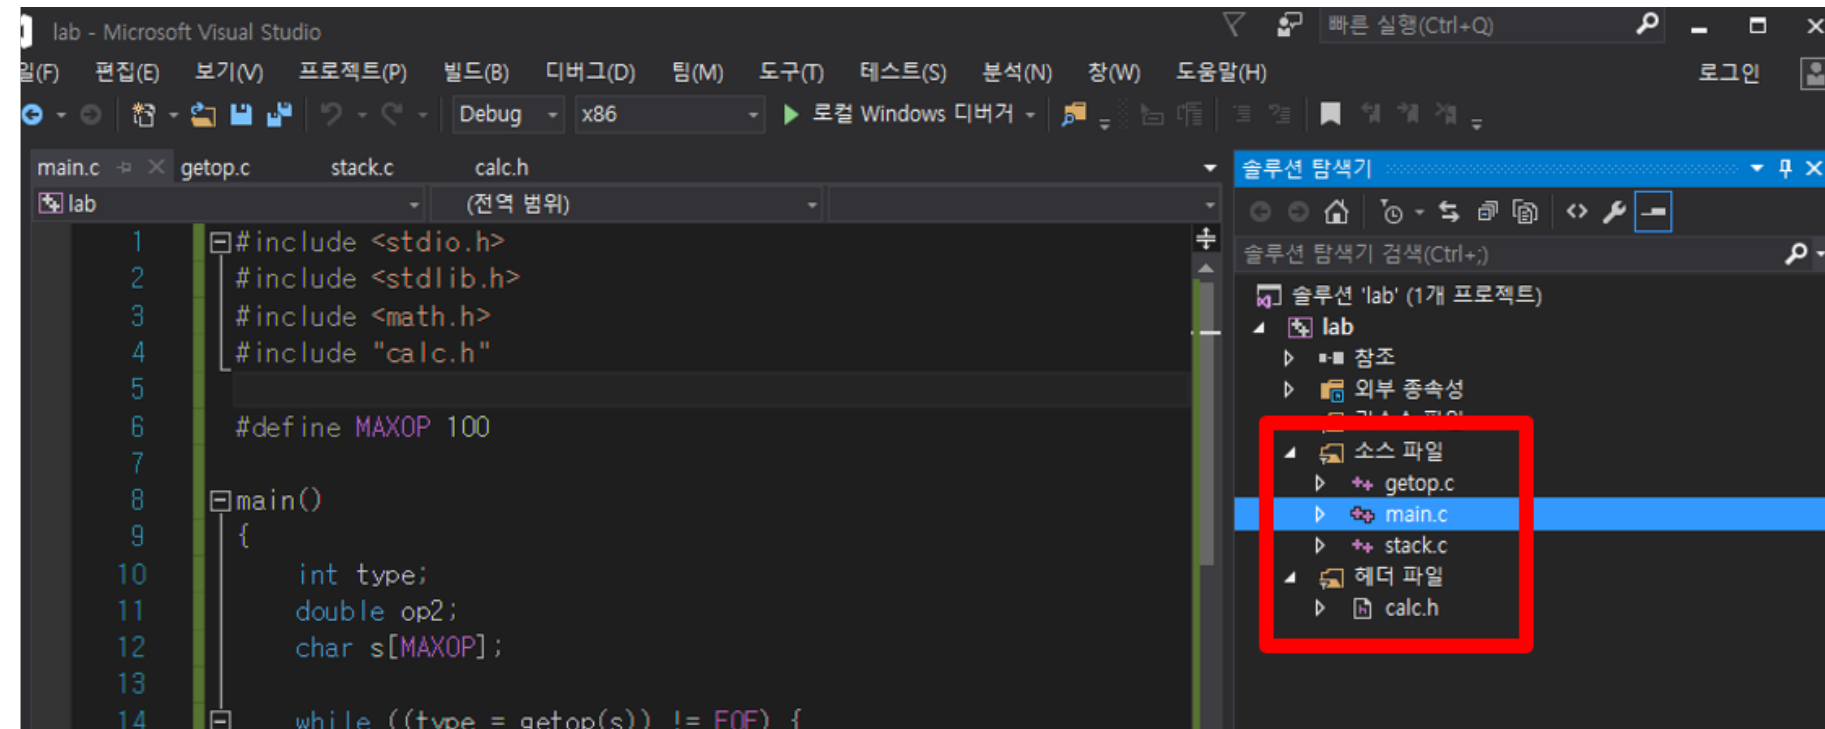 lab - Microsoft Visual Studio
빠른 실행(Ctrl+Q)
일(F) 편집(E) 보기(V) 프로젝트(P) 빌드(B) 디버그(D) 팀(M) 도구(T) 테스트(S) 분석(N) 창(W) 도움말(H) 로그인
Debug x86 로컬 Windows 디버거
main.c getop.c stack.c calc.h
lab (전역 범위)
1 #include <stdio.h>
2 #include <stdlib.h>
3 #include <math.h>
4 #include "calc.h"
5
6 #define MAXOP 100
7
8 main()
9 {
10 int type;
11 double op2;
12 char s[MAXOP];
13
14 while ((type = getop(s)) != EOF) {
솔루션 탐색기
솔루션 탐색기 검색(Ctrl+;)
솔루션 'lab' (1개 프로젝트)
lab
참조
외부 종속성
소스 파일
getop.c
main.c
stack.c
헤더 파일
calc.h